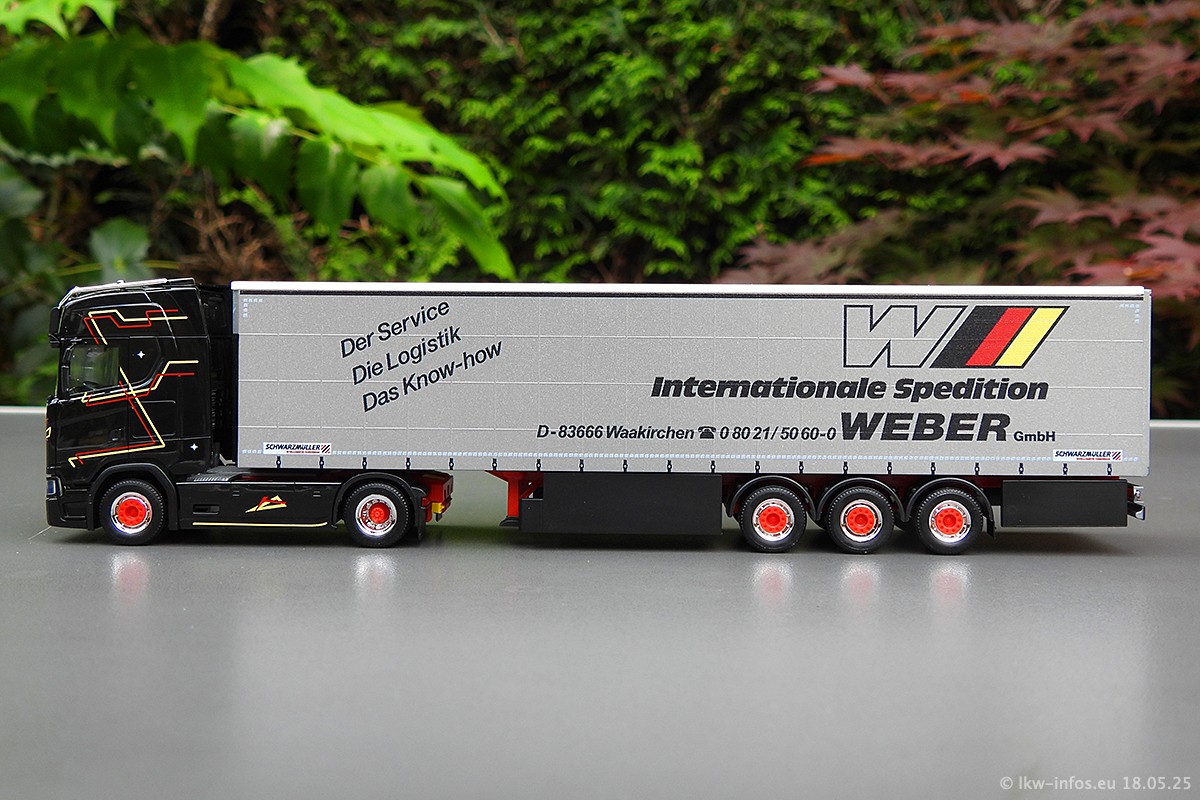 Der Service
Die Logistik
Das Know-how
W
Internationale Spedition
D-83666 Waakirchen ☎ 0 80 21 / 50 60-0 WEBER GmbH
SCHWARZMÜLLER
SCHWARZMÜLLER
© lkw-infos.eu 18.05.25